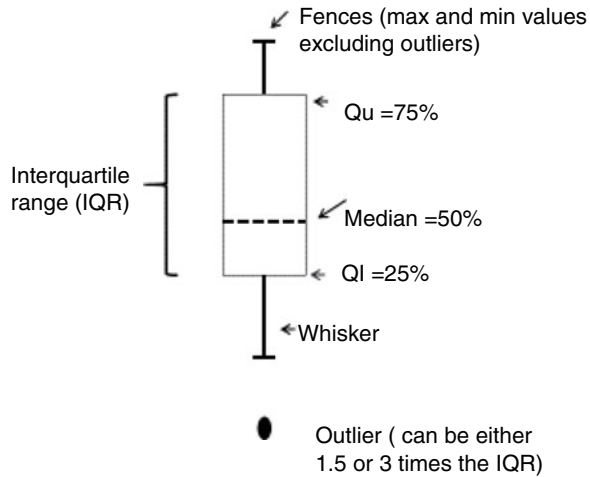 Fences (max and min values
excluding outliers)
Qu =75%
Interquartile
range (IQR)
Median =50%
Ql =25%
Whisker
Outlier ( can be either
1.5 or 3 times the IQR)